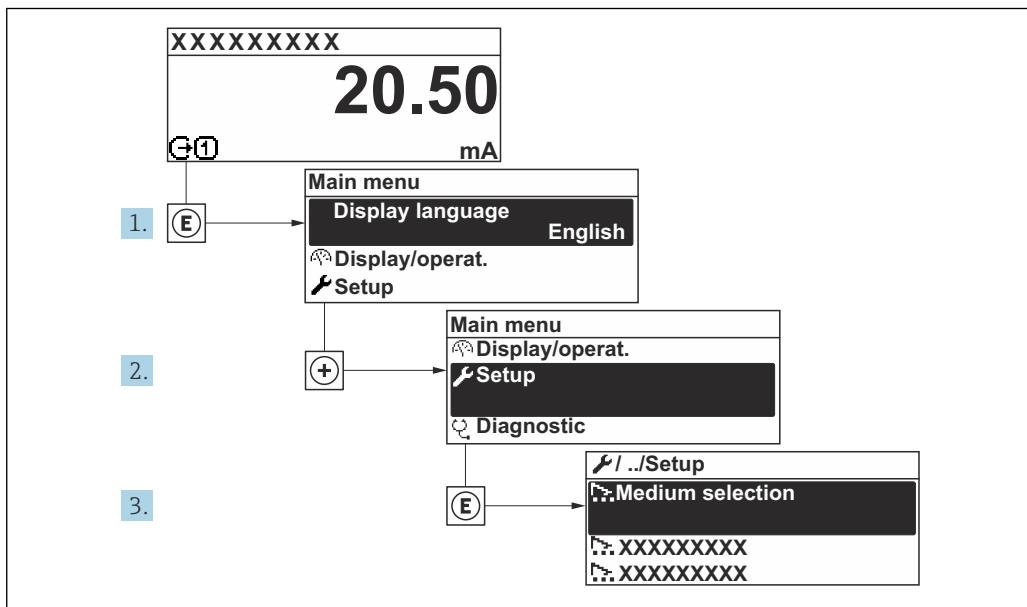 XXXXXXXXX
20.50
mA
1
Main menu
1.
E
Display language
English
Display/operat.
Setup
Main menu
2.
+
Display/operat.
Setup
Diagnostic
/ ../Setup
3.
E
Medium selection
XXXXXXXXX
XXXXXXXXX